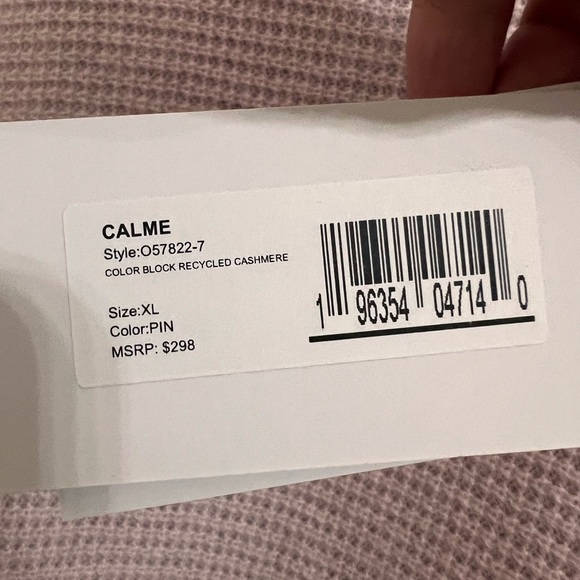 CALME
Style:O57822-7
COLOR BLOCK RECYCLED CASHMERE
Size:XL
Color:PIN
MSRP: $298
1 96354 04714 0